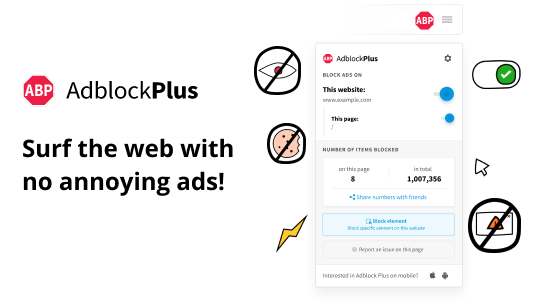 ABP
ABP AdblockPlus
Surf the web with
no annoying ads!
ABP AdblockPlus
BLOCK ADS ON
This website:
www.example.com
This page:
/
NUMBER OF ITEMS BLOCKED
on this page
8
in total
1,007,356
Share numbers with friends
Block element
Block specific element on this website
Report an issue on this page
Interested in Adblock Plus on mobile?